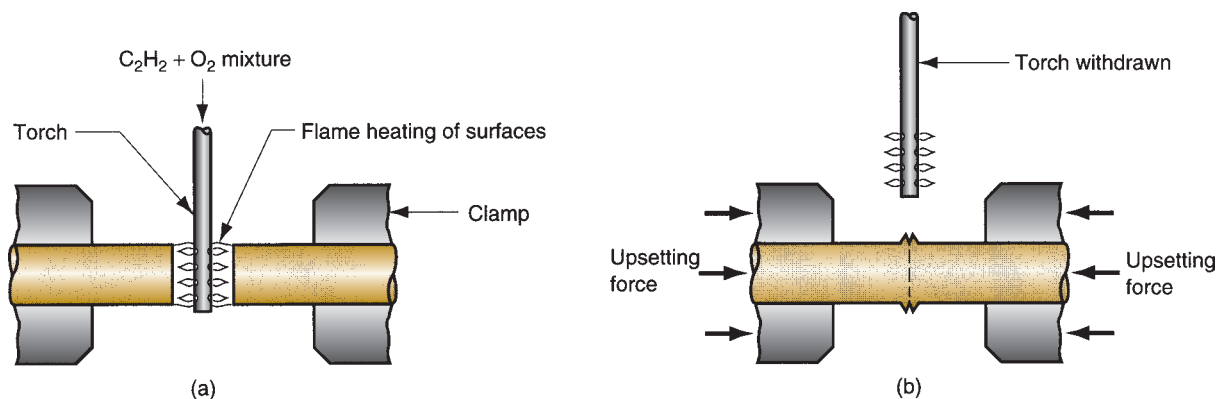 C₂H₂ + O₂ mixture
Torch
Flame heating of surfaces
Clamp
(a)
Torch withdrawn
Upsetting
force
Upsetting
force
(b)